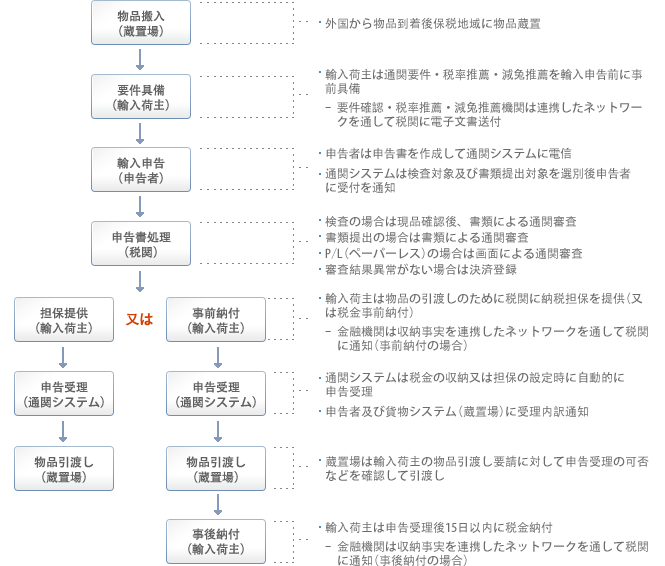 物品搬入
（蔵置場）
・外国から物品到着後保税地域に物品蔵置
要件具備
（輸入荷主）
・輸入荷主は通関要件・税率推薦・減免推薦を輸入申告前に事
前具備
− 要件確認・税率推薦・減免推薦機関は連携したネットワー
クを通して税関に電子文書送付
輸入申告
（申告者）
・申告者は申告書を作成して通関システムに電信
・通関システムは検査対象及び書類提出対象を選別後申告者
に受付を通知
申告書処理
（税関）
・検査の場合は現品確認後、書類による通関審査
・書類提出の場合は書類による通関審査
・P/L（ペーパーレス）の場合は画面による通関審査
・審査結果異常がない場合は決済登録
担保提供
（輸入荷主）
又は
事前納付
（輸入荷主）
・輸入荷主は物品の引渡しのために税関に納税担保を提供（又
は税金事前納付）
− 金融機関は収納事実を連携したネットワークを通して税関
に通知（事前納付の場合）
申告受理
（通関システム）
申告受理
（通関システム）
・通関システムは税金の収納又は担保の設定時に自動的に
申告受理
・申告者及び貨物システム（蔵置場）に受理内訳通知
物品引渡し
（蔵置場）
物品引渡し
（蔵置場）
・蔵置場は輸入荷主の物品引渡し要請に対して申告受理の可否
などを確認して引渡し
事後納付
（輸入荷主）
・輸入荷主は申告受理後15日以内に税金納付
− 金融機関は収納事実を連携したネットワークを通して税関
に通知（事後納付の場合）